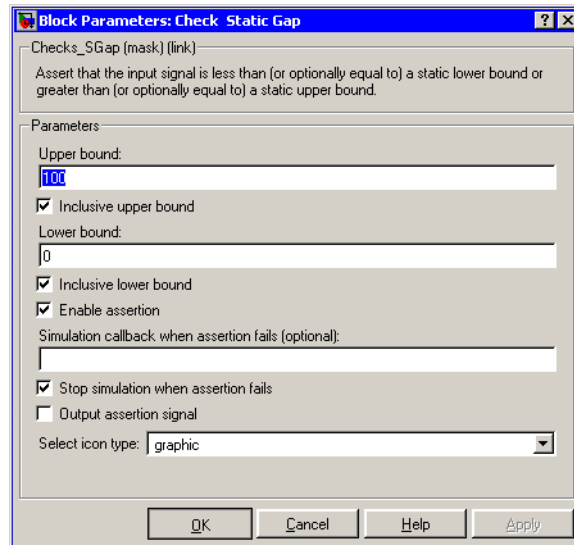 Block Parameters: Check Static Gap
Checks_SGap (mask) (link)
Assert that the input signal is less than (or optionally equal to) a static lower bound or
greater than (or optionally equal to) a static upper bound.
Parameters
Upper bound:
100
Inclusive upper bound
Lower bound:
0
Inclusive lower bound
Enable assertion
Simulation callback when assertion fails (optional):
Stop simulation when assertion fails
Output assertion signal
Select icon type: graphic
OK Cancel Help Apply